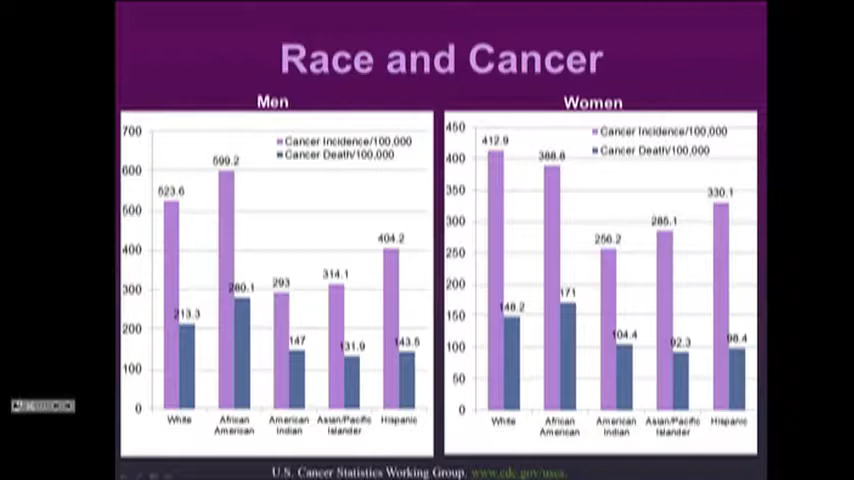 Race and Cancer
Men
Women
700
600
500
400
300
200
100
0
Cancer Incidence/100,000
Cancer Death/100,000
523.6
213.3
599.2
280.1
293
147
314.1
131.9
404.2
143.5
White
African
American
American
Indian
Asian/Pacific
Islander
Hispanic
450
400
350
300
250
200
150
100
50
0
Cancer Incidence/100,000
Cancer Death/100,000
412.9
148.2
388.8
171
256.2
104.4
285.1
92.3
330.1
98.4
White
African
American
American
Indian
Asian/Pacific
Islander
Hispanic
U.S. Cancer Statistics Working Group. www.cdc.gov/uscs.